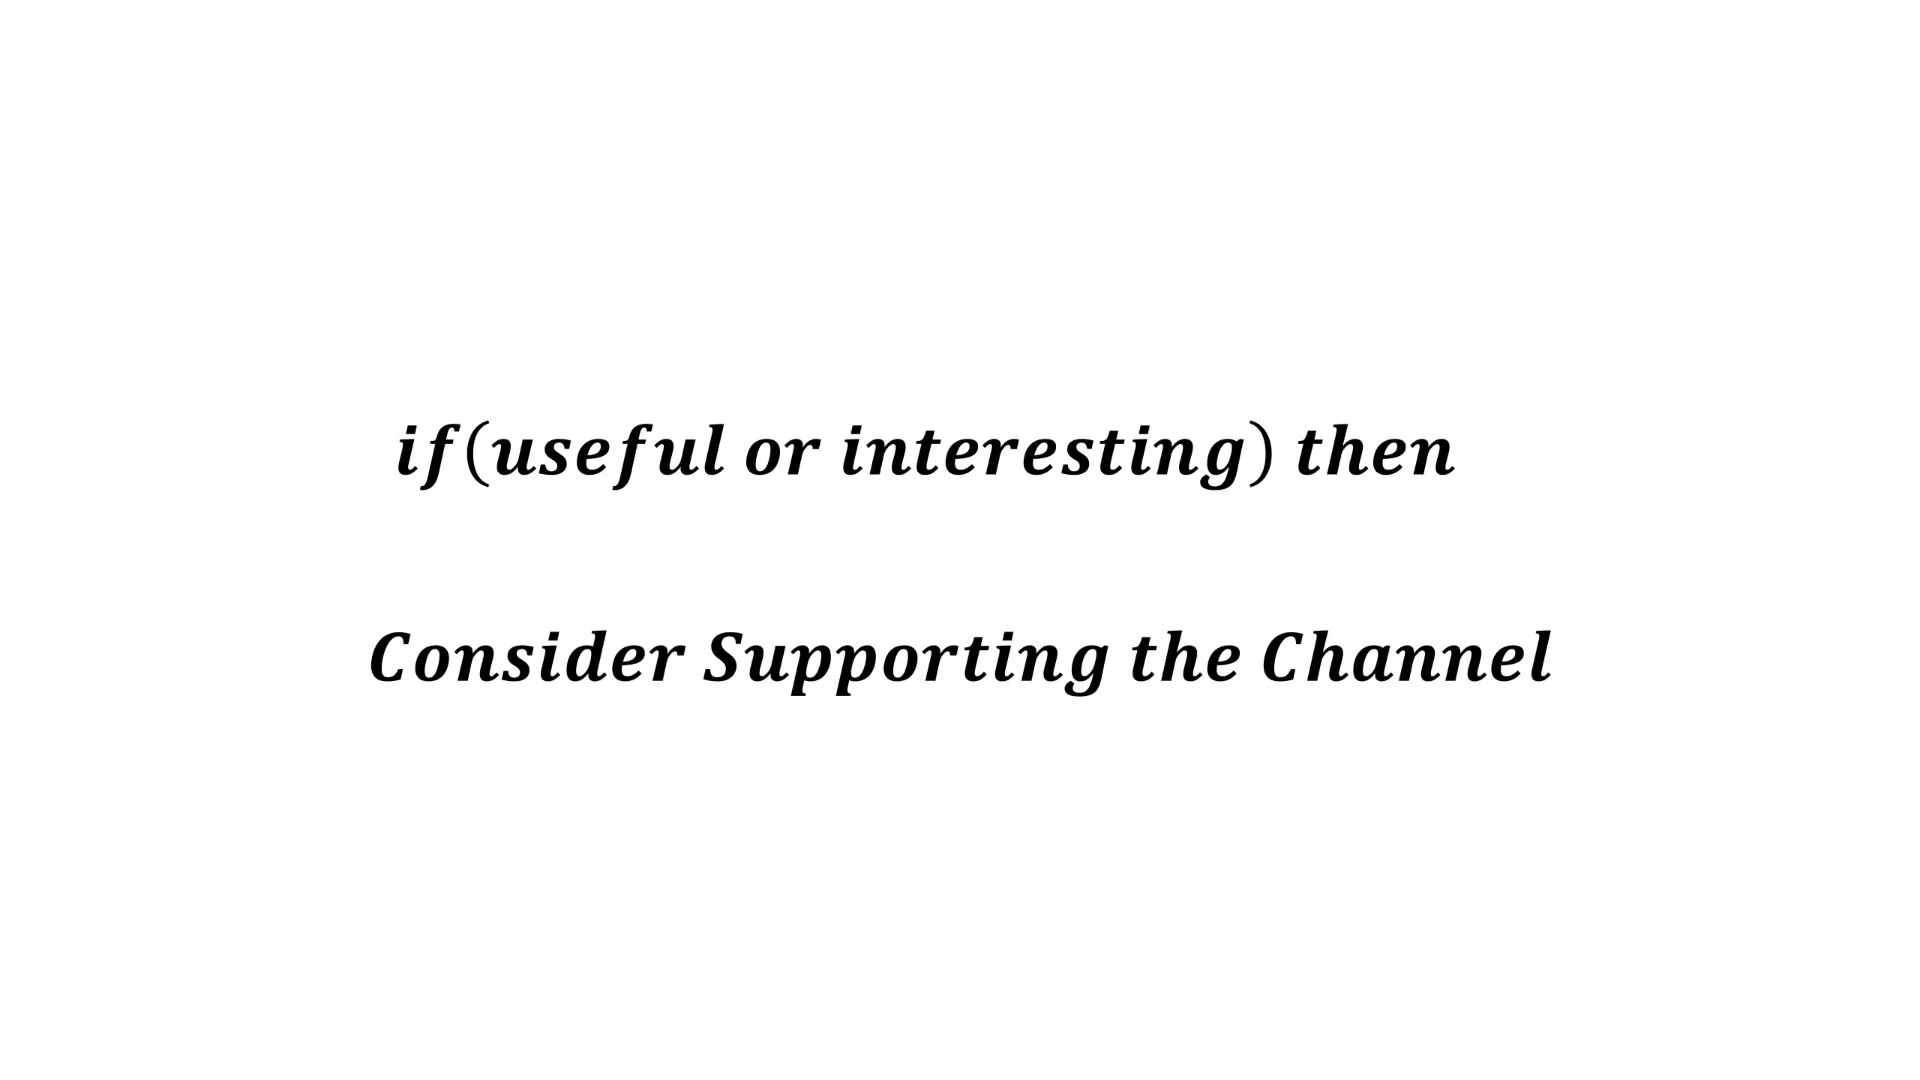 if(useful or interesting) then
Consider Supporting the Channel